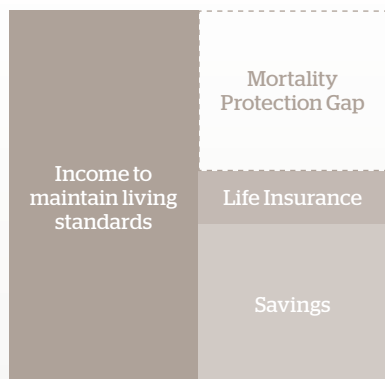 Mortality
Protection Gap
Income to
maintain living
standards
Life Insurance
Savings